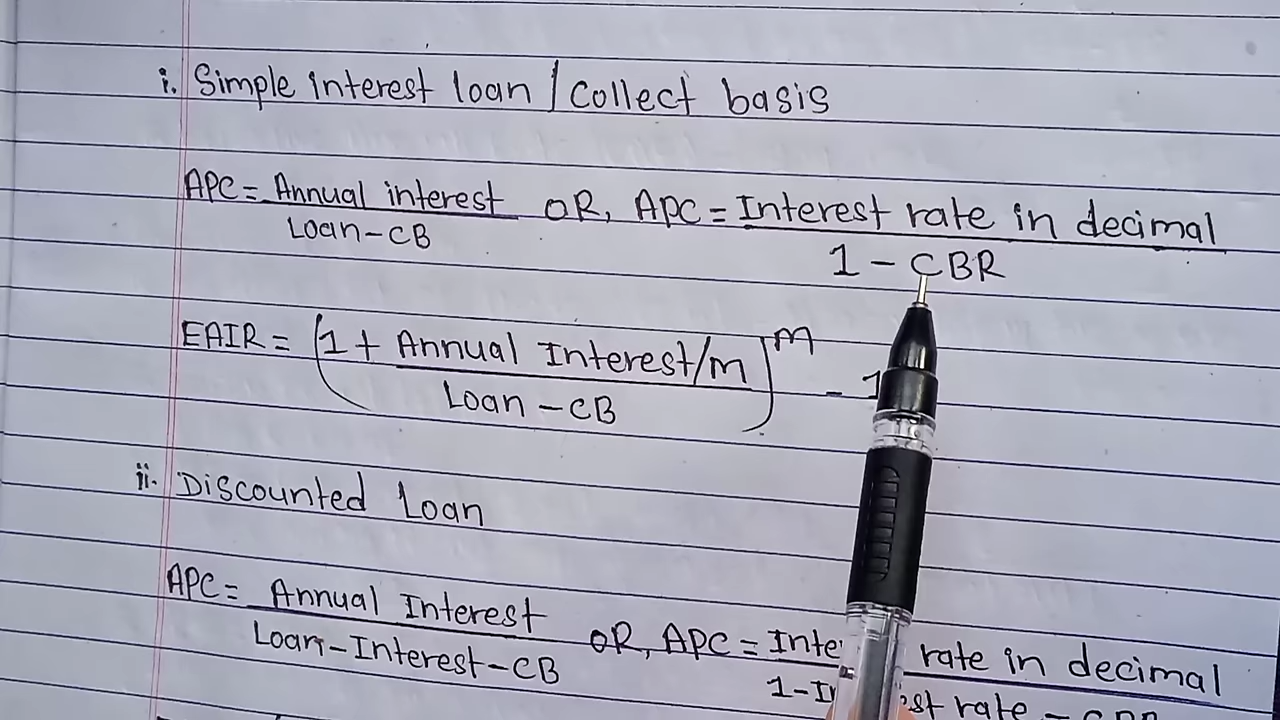 i. Simple interest loan / collect basis
APC = Annual interest / Loan - CB OR, APC = Interest rate in decimal / 1 - CBR
EAIR = (1 + Annual Interest/m / Loan - CB)^m - 1
ii. Discounted Loan
APC = Annual Interest / Loan - Interest - CB OR, APC = rate in decimal / 1 - rate -